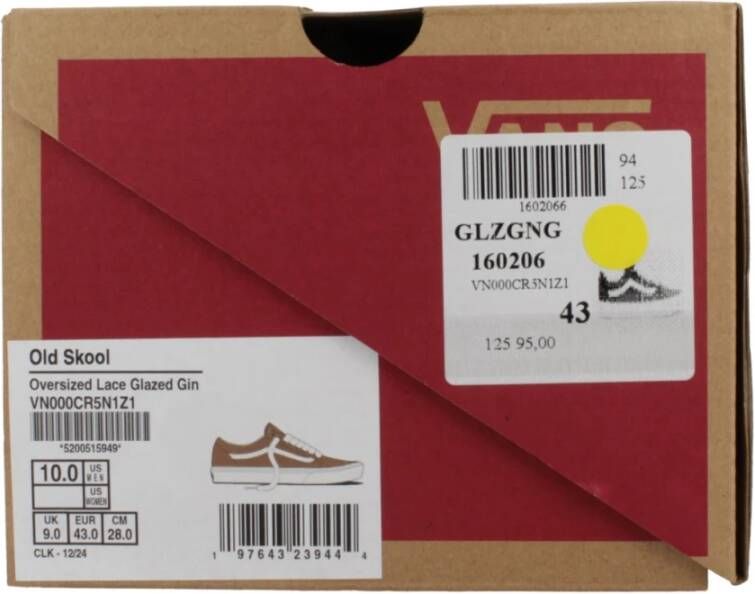 VANS
94
125
1602066
GLZGNG
160206
VN000CR5N1Z1
43
125 95,00
Old Skool
Oversized Lace Glazed Gin
VN000CR5N1Z1
*5200515949*
10.0 US MEN
US WOMEN
UK EUR CM
9.0 43.0 28.0
CLK - 12/24
1 97643 23944 4